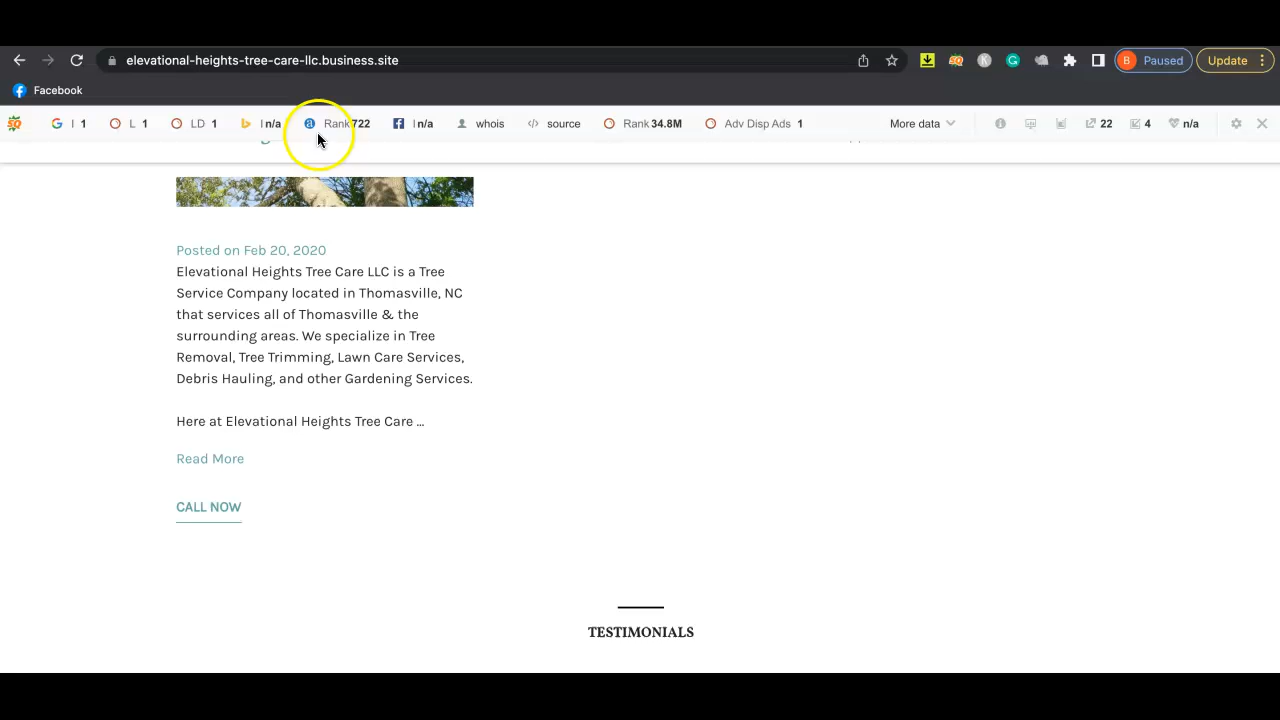 elevational-heights-tree-care-llc.business.site
B Paused
Update
Facebook
I 1 L 1 LD 1 I n/a Rank 722 I n/a whois source Rank 34.8M Adv Disp Ads 1 More data 22 4 n/a
Posted on Feb 20, 2020
Elevational Heights Tree Care LLC is a Tree
Service Company located in Thomasville, NC
that services all of Thomasville & the
surrounding areas. We specialize in Tree
Removal, Tree Trimming, Lawn Care Services,
Debris Hauling, and other Gardening Services.
Here at Elevational Heights Tree Care ...
Read More
CALL NOW
TESTIMONIALS